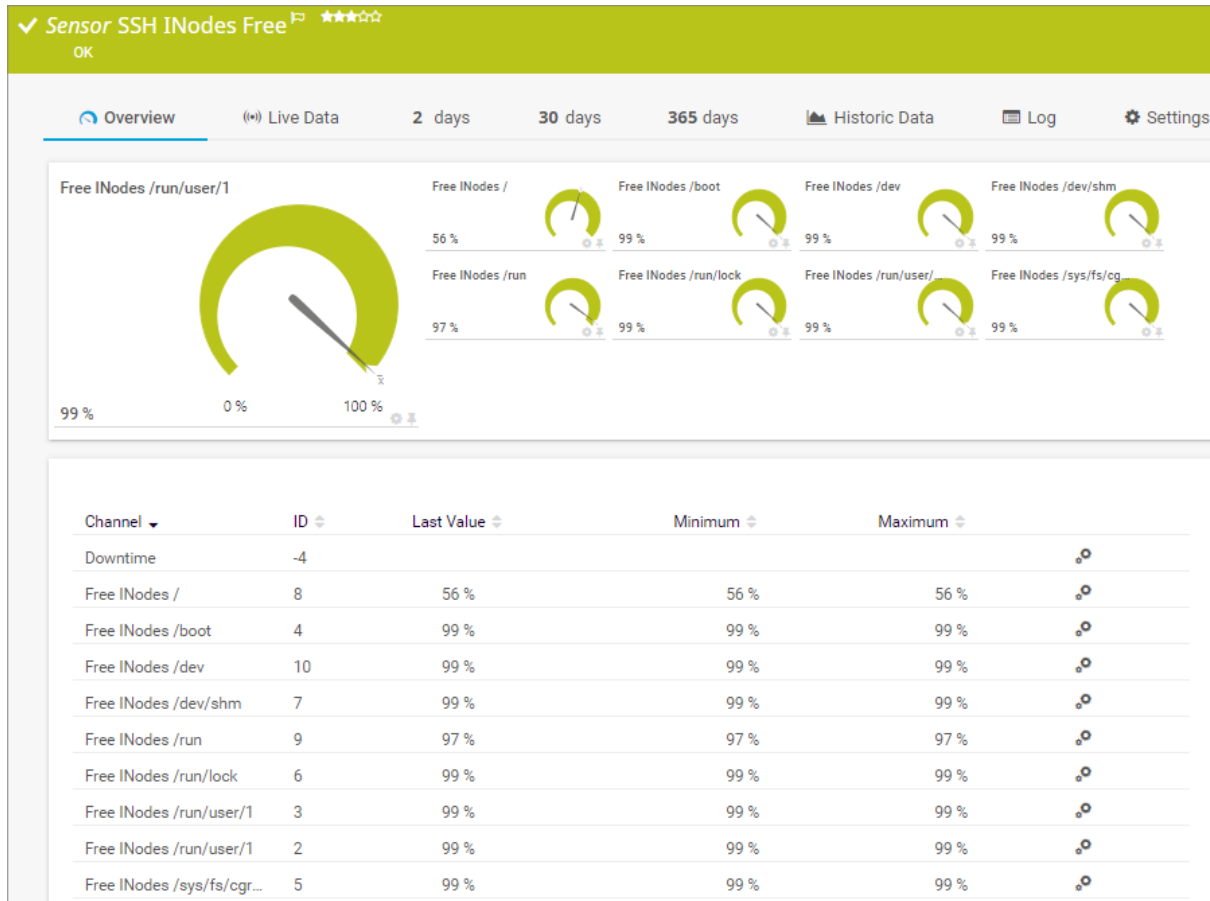 Sensor SSH INodes Free
OK
Overview Live Data 2 days 30 days 365 days Historic Data Log Settings
Free INodes /run/user/1
99 %
0 % 100 %
x̄
Free INodes /
56 %
Free INodes /boot
99 %
Free INodes /dev
99 %
Free INodes /dev/shm
99 %
Free INodes /run
97 %
Free INodes /run/lock
99 %
Free INodes /run/user/...
99 %
Free INodes /sys/fs/cg...
99 %
Channel ID Last Value Minimum Maximum
Downtime -4
Free INodes / 8 56 % 56 % 56 %
Free INodes /boot 4 99 % 99 % 99 %
Free INodes /dev 10 99 % 99 % 99 %
Free INodes /dev/shm 7 99 % 99 % 99 %
Free INodes /run 9 97 % 97 % 97 %
Free INodes /run/lock 6 99 % 99 % 99 %
Free INodes /run/user/1 3 99 % 99 % 99 %
Free INodes /run/user/1 2 99 % 99 % 99 %
Free INodes /sys/fs/cgr... 5 99 % 99 % 99 %